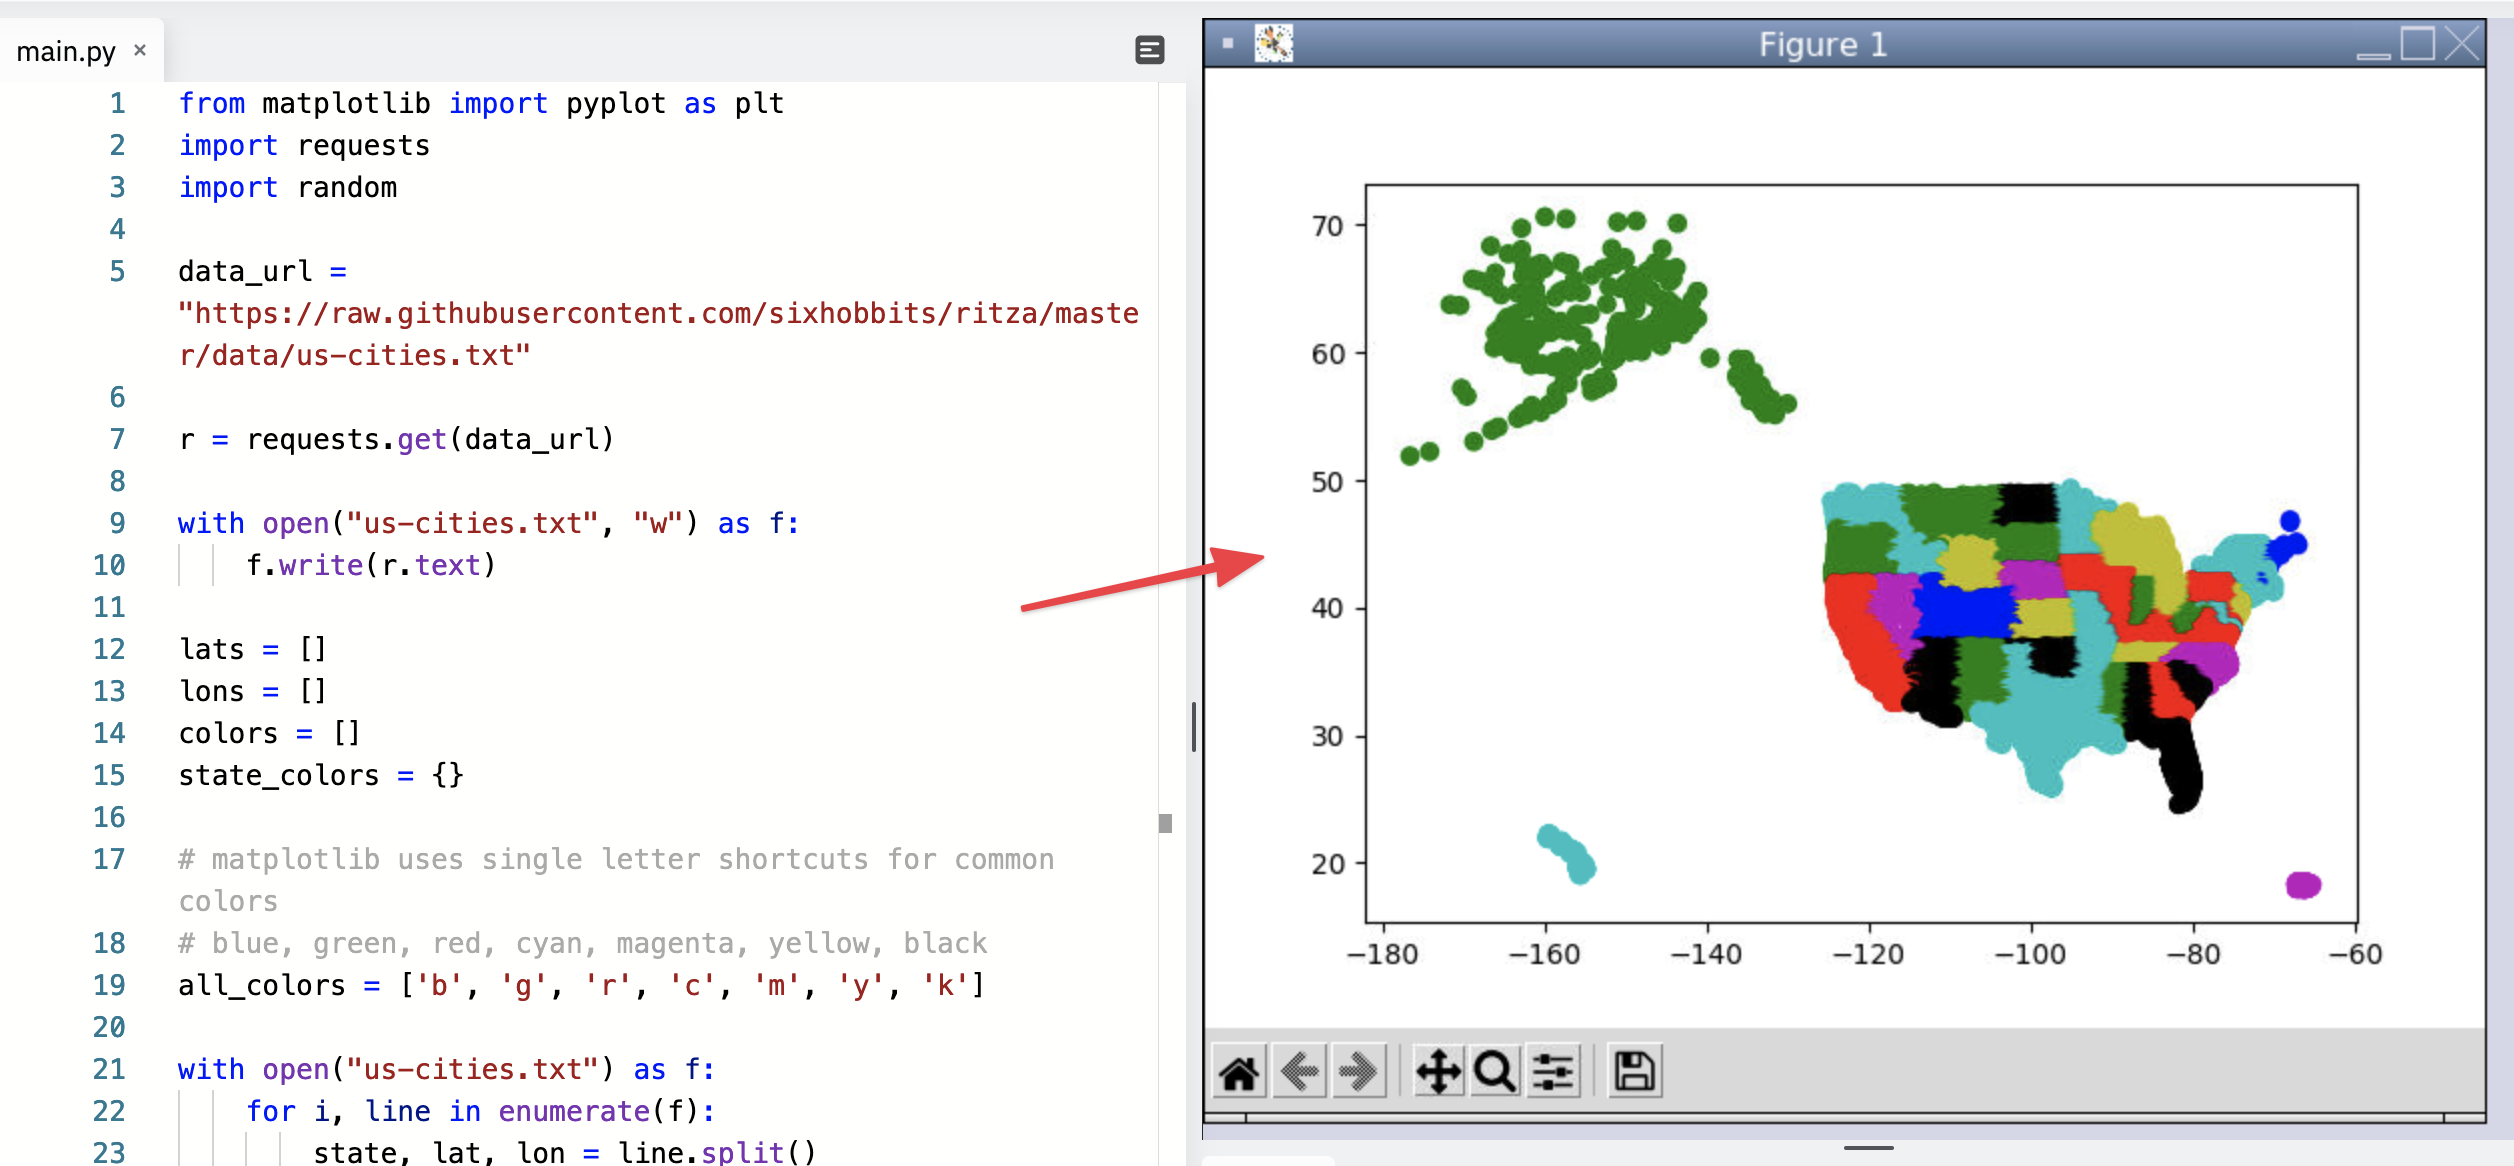 main.py ×
1 from matplotlib import pyplot as plt
2 import requests
3 import random
4
5 data_url =
"https://raw.githubusercontent.com/sixhobbits/ritza/maste
r/data/us-cities.txt"
6
7 r = requests.get(data_url)
8
9 with open("us-cities.txt", "w") as f:
10 f.write(r.text)
11
12 lats = []
13 lons = []
14 colors = []
15 state_colors = {}
16
17 # matplotlib uses single letter shortcuts for common
colors
18 # blue, green, red, cyan, magenta, yellow, black
19 all_colors = ['b', 'g', 'r', 'c', 'm', 'y', 'k']
20
21 with open("us-cities.txt") as f:
22 for i, line in enumerate(f):
23 state, lat, lon = line.split()
Figure 1
70
60
50
40
30
20
−180 −160 −140 −120 −100 −80 −60